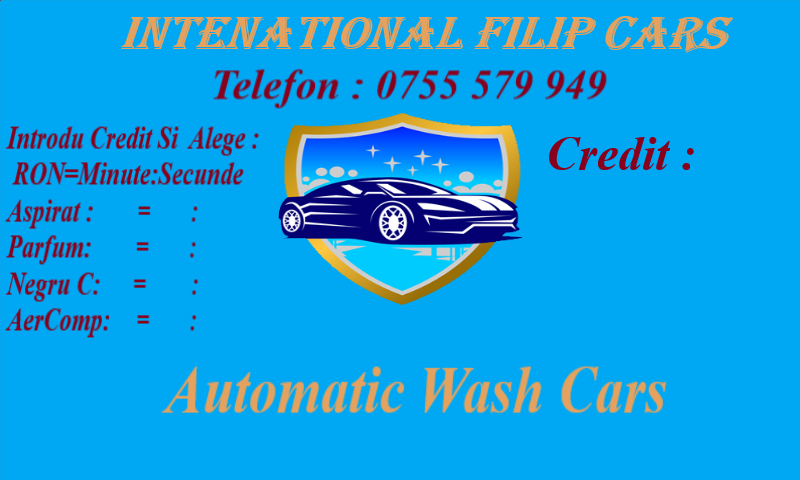 INTENATIONAL FILIP CARS
Telefon : 0755 579 949
Introdu Credit Si Alege :
RON=Minute:Secunde
Credit :
Aspirat : = :
Parfum: = :
Negru C: = :
AerComp: = :
Automatic Wash Cars